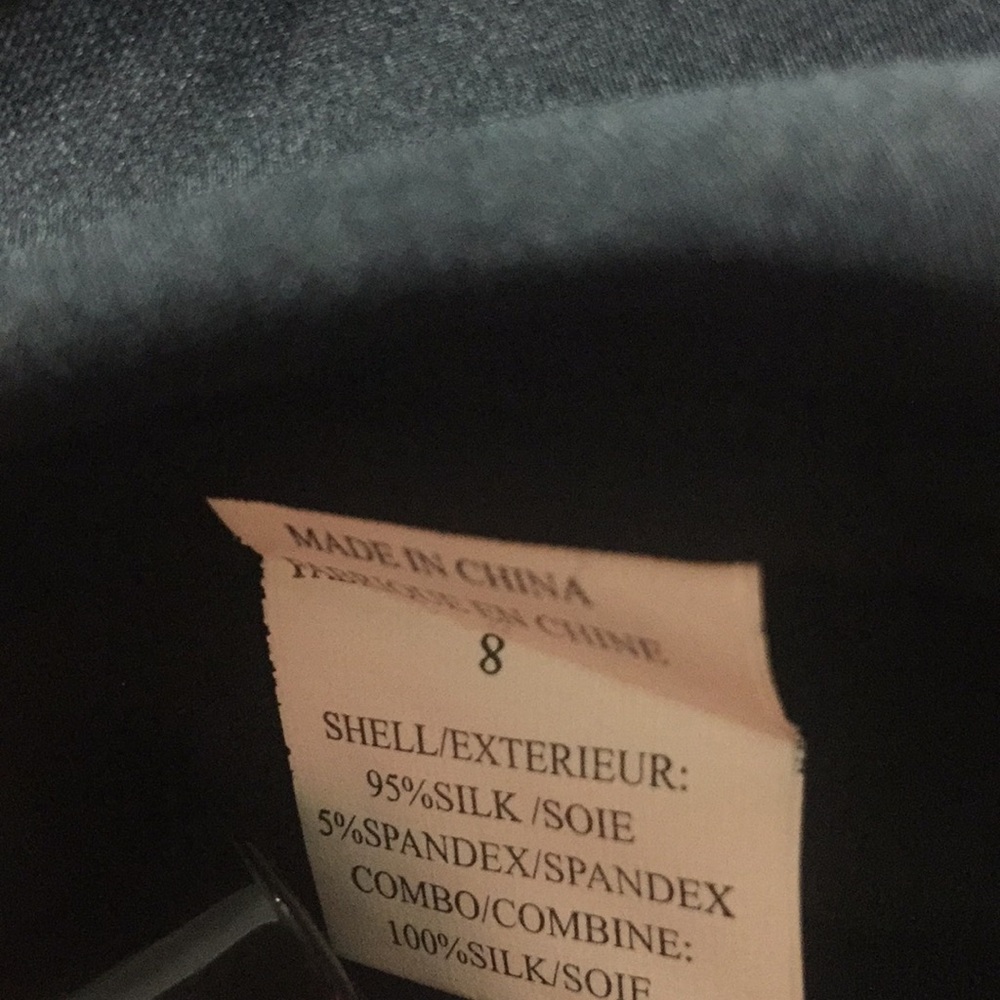 MADE IN CHINA
FABRIQUE EN CHINE
8
SHELL/EXTERIEUR:
95%SILK /SOIE
5%SPANDEX/SPANDEX
COMBO/COMBINE:
100%SILK/SOIE